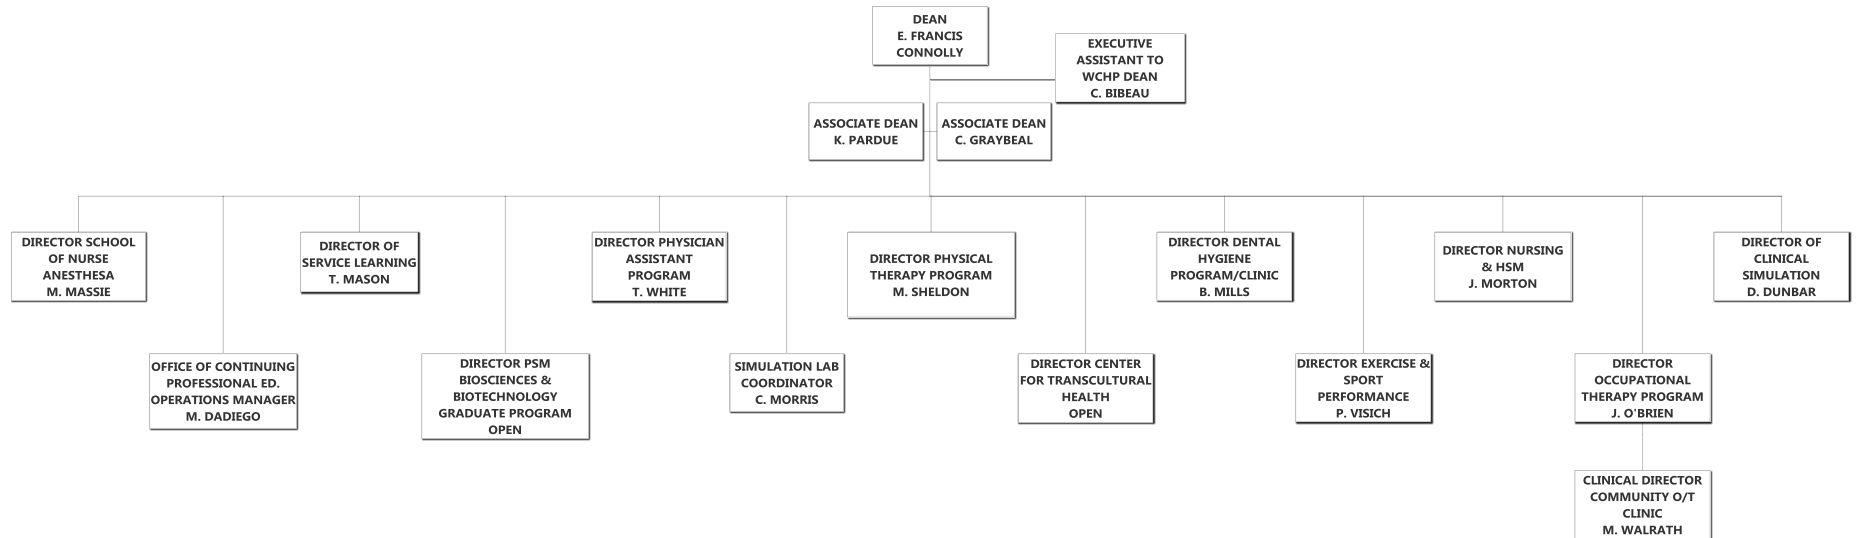 DEAN
E. FRANCIS
CONNOLLY
EXECUTIVE
ASSISTANT TO
WCHP DEAN
C. BIBEAU
ASSOCIATE DEAN
K. PARDUE
ASSOCIATE DEAN
C. GRAYBEAL
DIRECTOR SCHOOL
OF NURSE
ANESTHESA
M. MASSIE
DIRECTOR OF
SERVICE LEARNING
T. MASON
DIRECTOR PHYSICIAN
ASSISTANT
PROGRAM
T. WHITE
DIRECTOR PHYSICAL
THERAPY PROGRAM
M. SHELDON
DIRECTOR DENTAL
HYGIENE
PROGRAM/CLINIC
B. MILLS
DIRECTOR NURSING
& HSM
J. MORTON
DIRECTOR OF
CLINICAL
SIMULATION
D. DUNBAR
OFFICE OF CONTINUING
PROFESSIONAL ED.
OPERATIONS MANAGER
M. DADIEGO
DIRECTOR PSM
BIOSCIENCES &
BIOTECHNOLOGY
GRADUATE PROGRAM
OPEN
SIMULATION LAB
COORDINATOR
C. MORRIS
DIRECTOR CENTER
FOR TRANSCULTURAL
HEALTH
OPEN
DIRECTOR EXERCISE &
SPORT
PERFORMANCE
P. VISICH
DIRECTOR
OCCUPATIONAL
THERAPY PROGRAM
J. O'BRIEN
CLINICAL DIRECTOR
COMMUNITY O/T
CLINIC
M. WALRATH